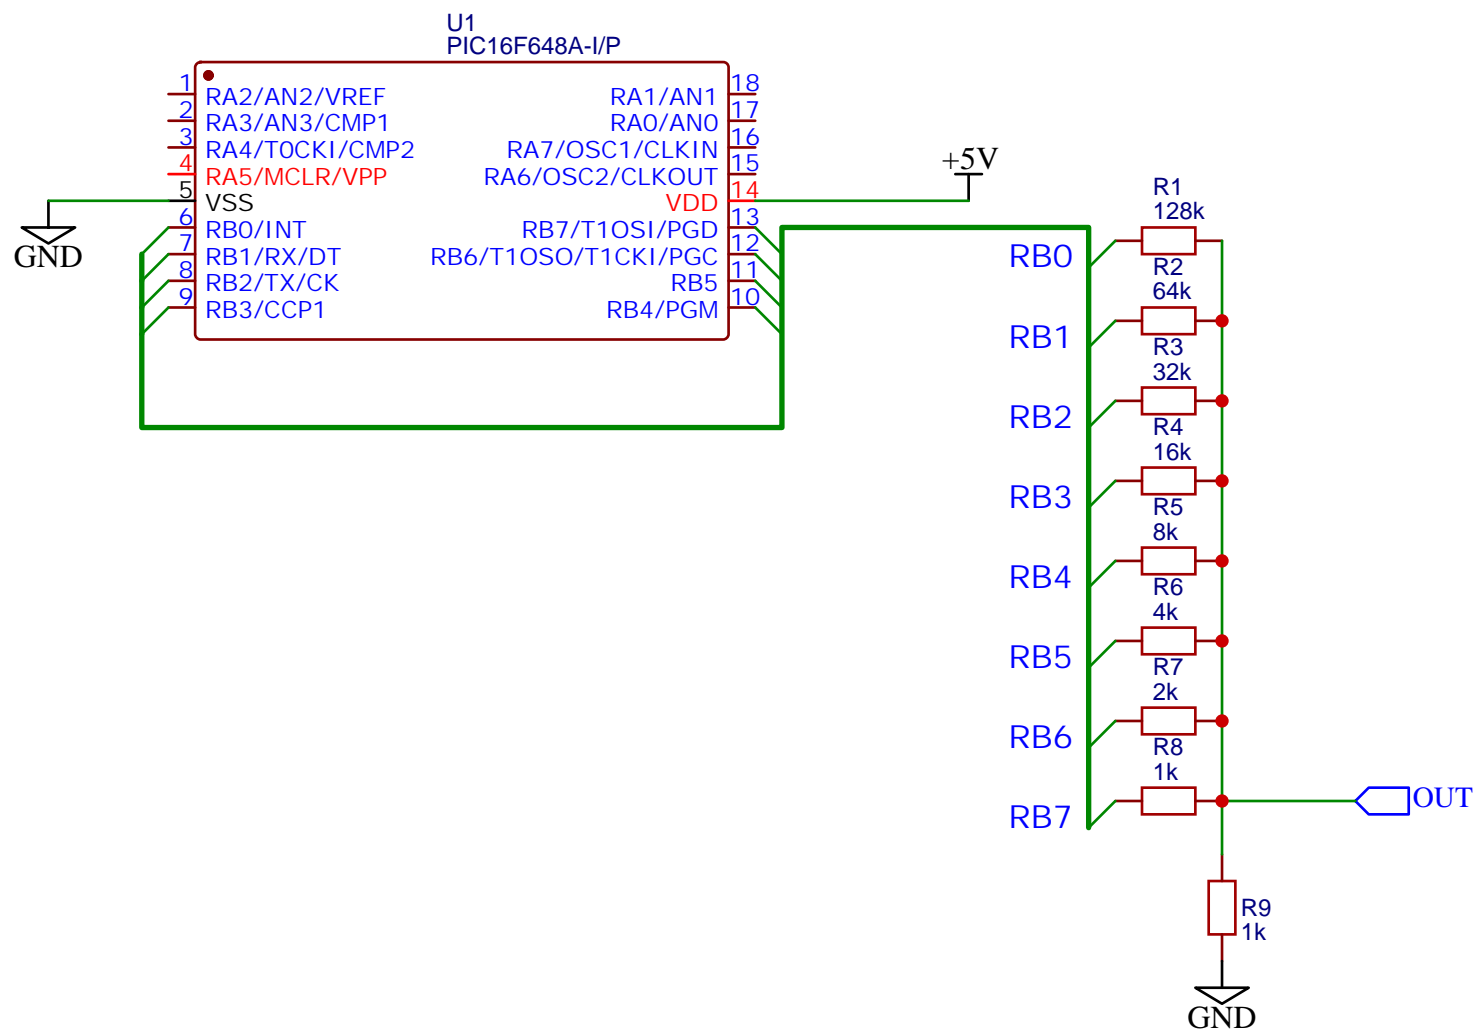 U1
PIC16F648A-I/P
1 RA2/AN2/VREF
2 RA3/AN3/CMP1
3 RA4/T0CKI/CMP2
4 RA5/MCLR/VPP
5 VSS
6 RB0/INT
7 RB1/RX/DT
8 RB2/TX/CK
9 RB3/CCP1
RA1/AN1 18
RA0/AN0 17
RA7/OSC1/CLKIN 16
RA6/OSC2/CLKOUT 15
VDD 14
RB7/T1OSI/PGD 13
RB6/T1OSO/T1CKI/PGC 12
RB5 11
RB4/PGM 10
GND
+5V
RB0
R1
128k
RB1
R2
64k
RB2
R3
32k
RB3
R4
16k
RB4
R5
8k
RB5
R6
4k
RB6
R7
2k
RB7
R8
1k
OUT
R9
1k
GND